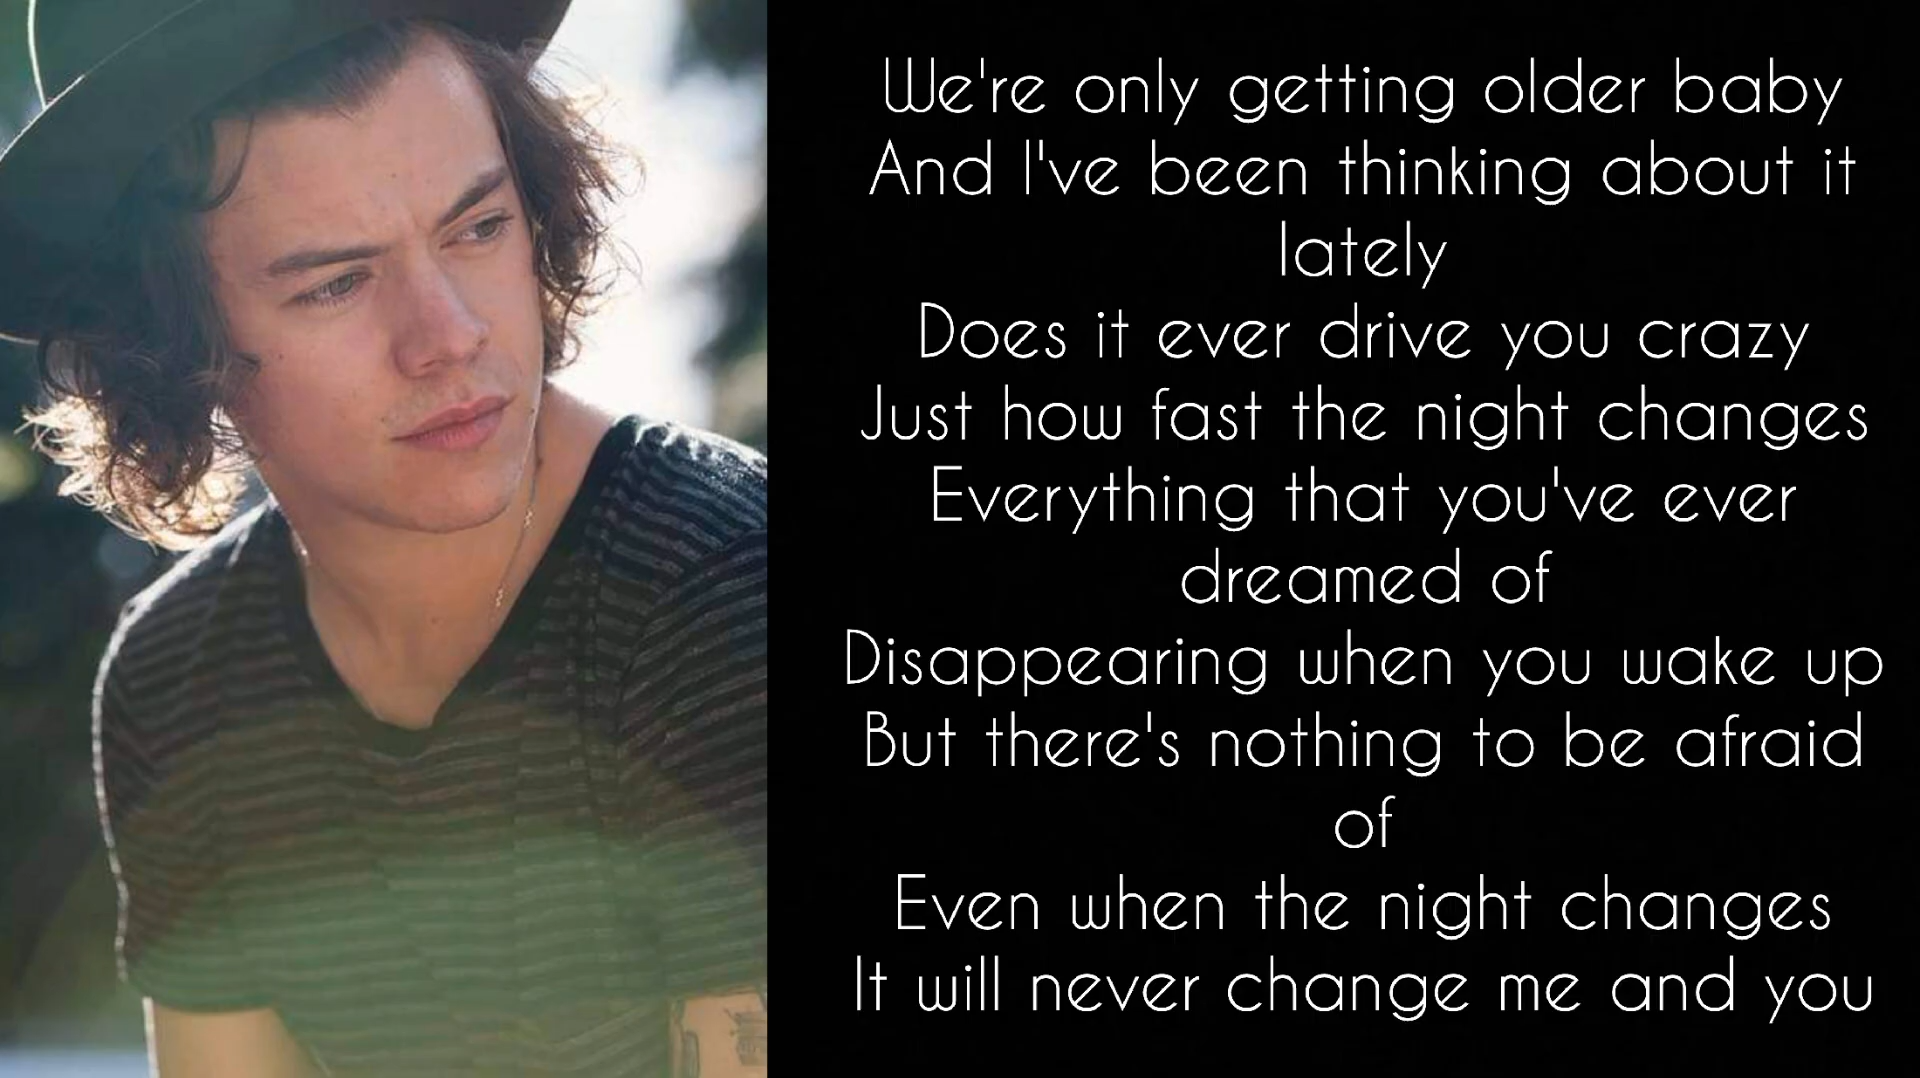 We're only getting older baby
And I've been thinking about it
lately
Does it ever drive you crazy
Just how fast the night changes
Everything that you've ever
dreamed of
Disappearing when you wake up
But there's nothing to be afraid
of
Even when the night changes
It will never change me and you